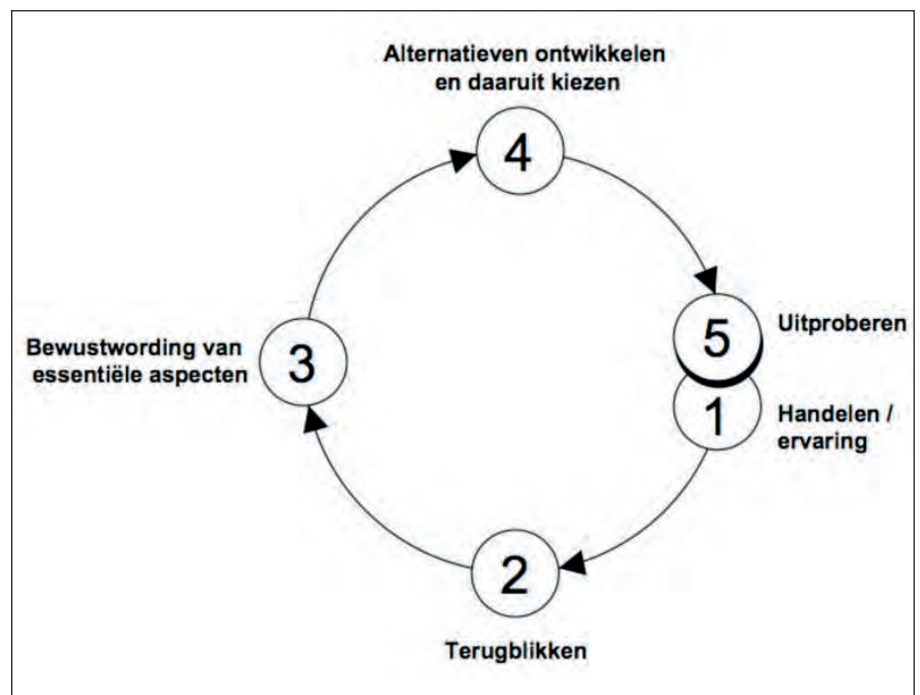 Alternatieven ontwikkelen
en daaruit kiezen
4
5
Uitproberen
Bewustwording van
essentiële aspecten
3
1
Handelen /
ervaring
2
Terugblikken